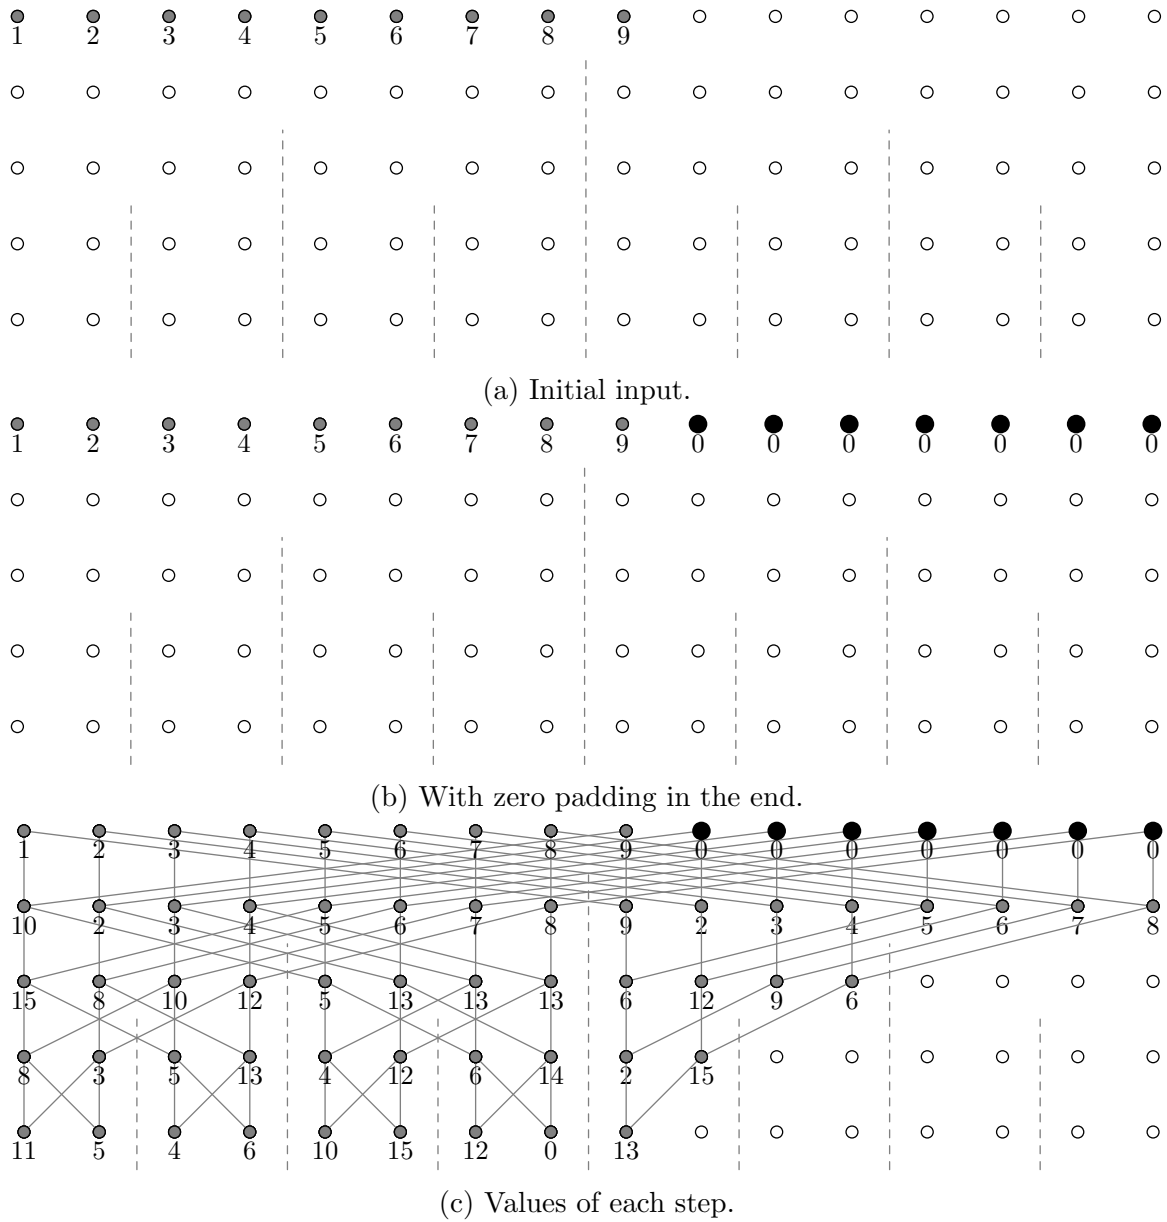 1 2 3 4 5 6 7 8 9
(a) Initial input.
1 2 3 4 5 6 7 8 9 0 0 0 0 0 0 0
(b) With zero padding in the end.
1 2 3 4 5 6 7 8 9 0 0 0 0 0 0 0
10 2 3 4 5 6 7 8 9 2 3 4 5 6 7 8
15 8 10 12 5 13 13 13 6 12 9 6
8 3 5 13 4 12 6 14 2 15
11 5 4 6 10 15 12 0 13
(c) Values of each step.